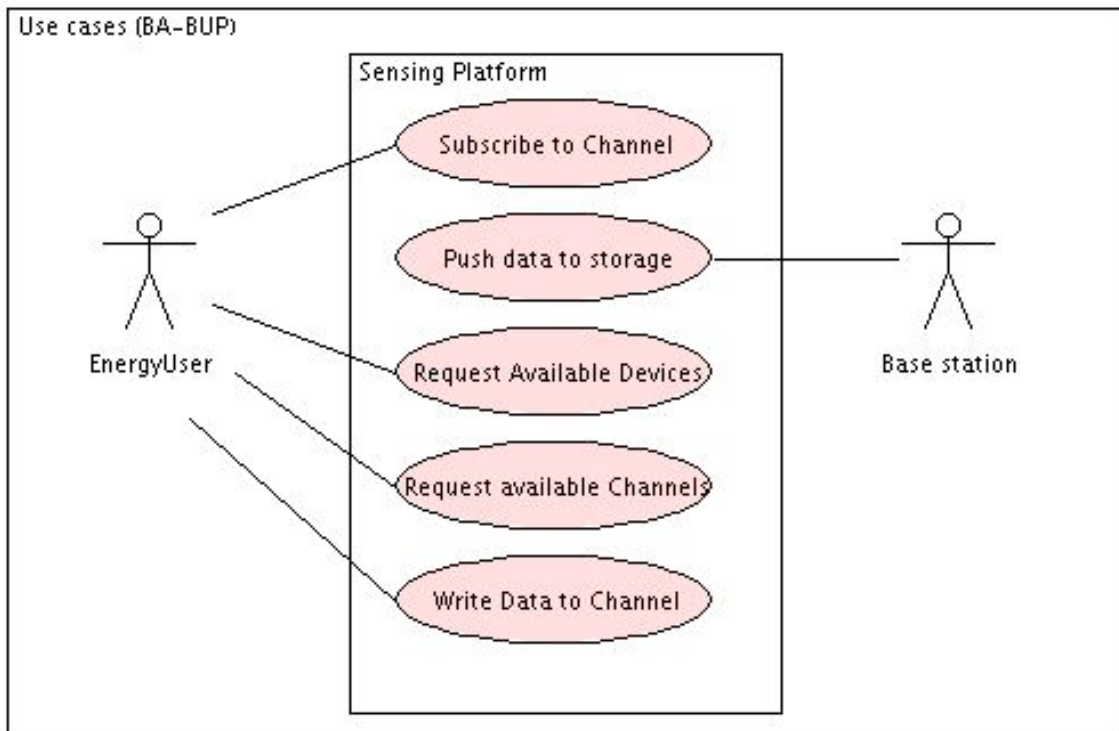 Use cases (BA-BUP)
Sensing Platform
Subscribe to Channel
Push data to storage
EnergyUser
Request Available Devices
Base station
Request available Channels
Write Data to Channel